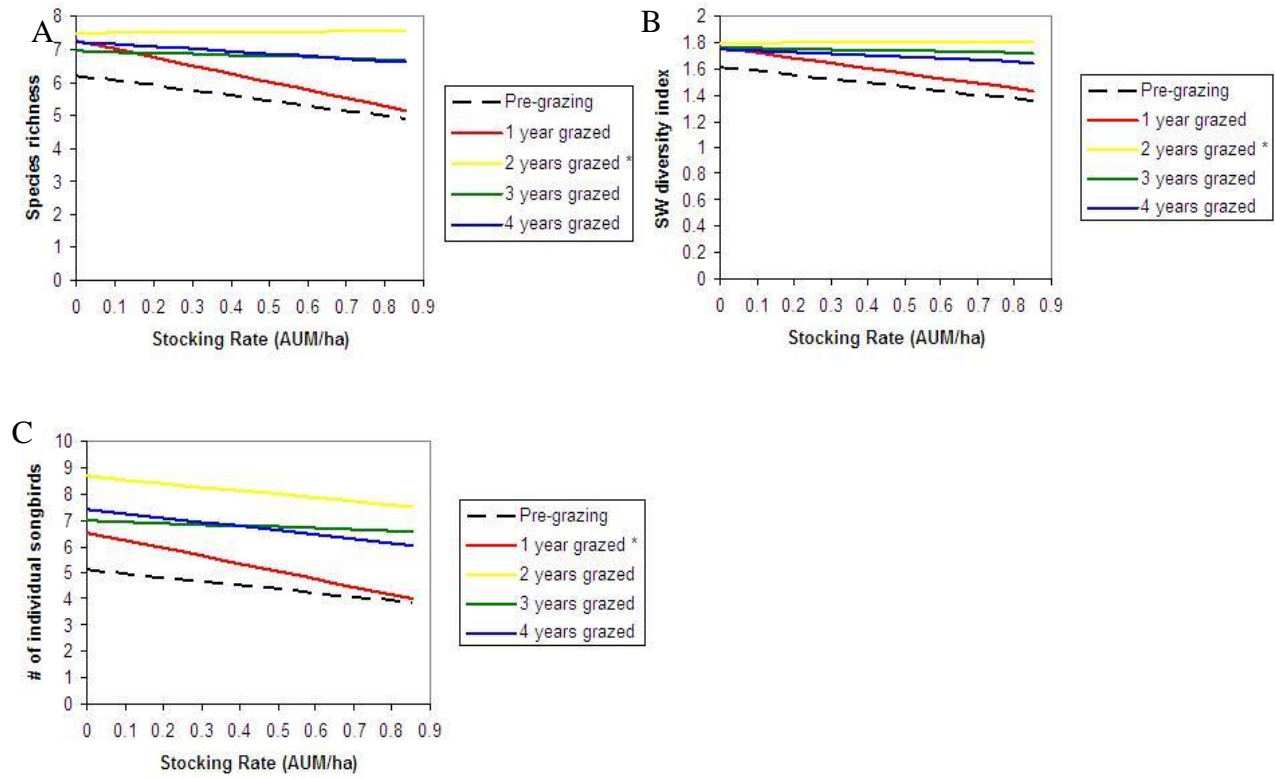 A
8
7
6
5
4
3
2
1
0
Species richness
0 0.1 0.2 0.3 0.4 0.5 0.6 0.7 0.8 0.9
Stocking Rate (AUM/ha)
Pre-grazing
1 year grazed
2 years grazed *
3 years grazed
4 years grazed
B
2
1.8
1.6
1.4
1.2
1
0.8
0.6
0.4
0.2
0
SW diversity index
0 0.1 0.2 0.3 0.4 0.5 0.6 0.7 0.8 0.9
Stocking Rate (AUM/ha)
Pre-grazing
1 year grazed
2 years grazed *
3 years grazed
4 years grazed
C
10
9
8
7
6
5
4
3
2
1
0
# of individual songbirds
0 0.1 0.2 0.3 0.4 0.5 0.6 0.7 0.8 0.9
Stocking Rate (AUM/ha)
Pre-grazing
1 year grazed *
2 years grazed
3 years grazed
4 years grazed